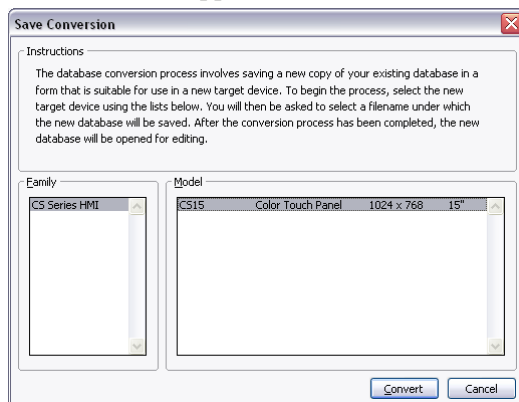 Save Conversion
Instructions
The database conversion process involves saving a new copy of your existing database in a
form that is suitable for use in a new target device. To begin the process, select the new
target device using the lists below. You will then be asked to select a filename under which
the new database will be saved. After the conversion process has been completed, the new
database will be opened for editing.
Family
Model
CS Series HMI
CS15 Color Touch Panel 1024 x 768 15"
Convert Cancel